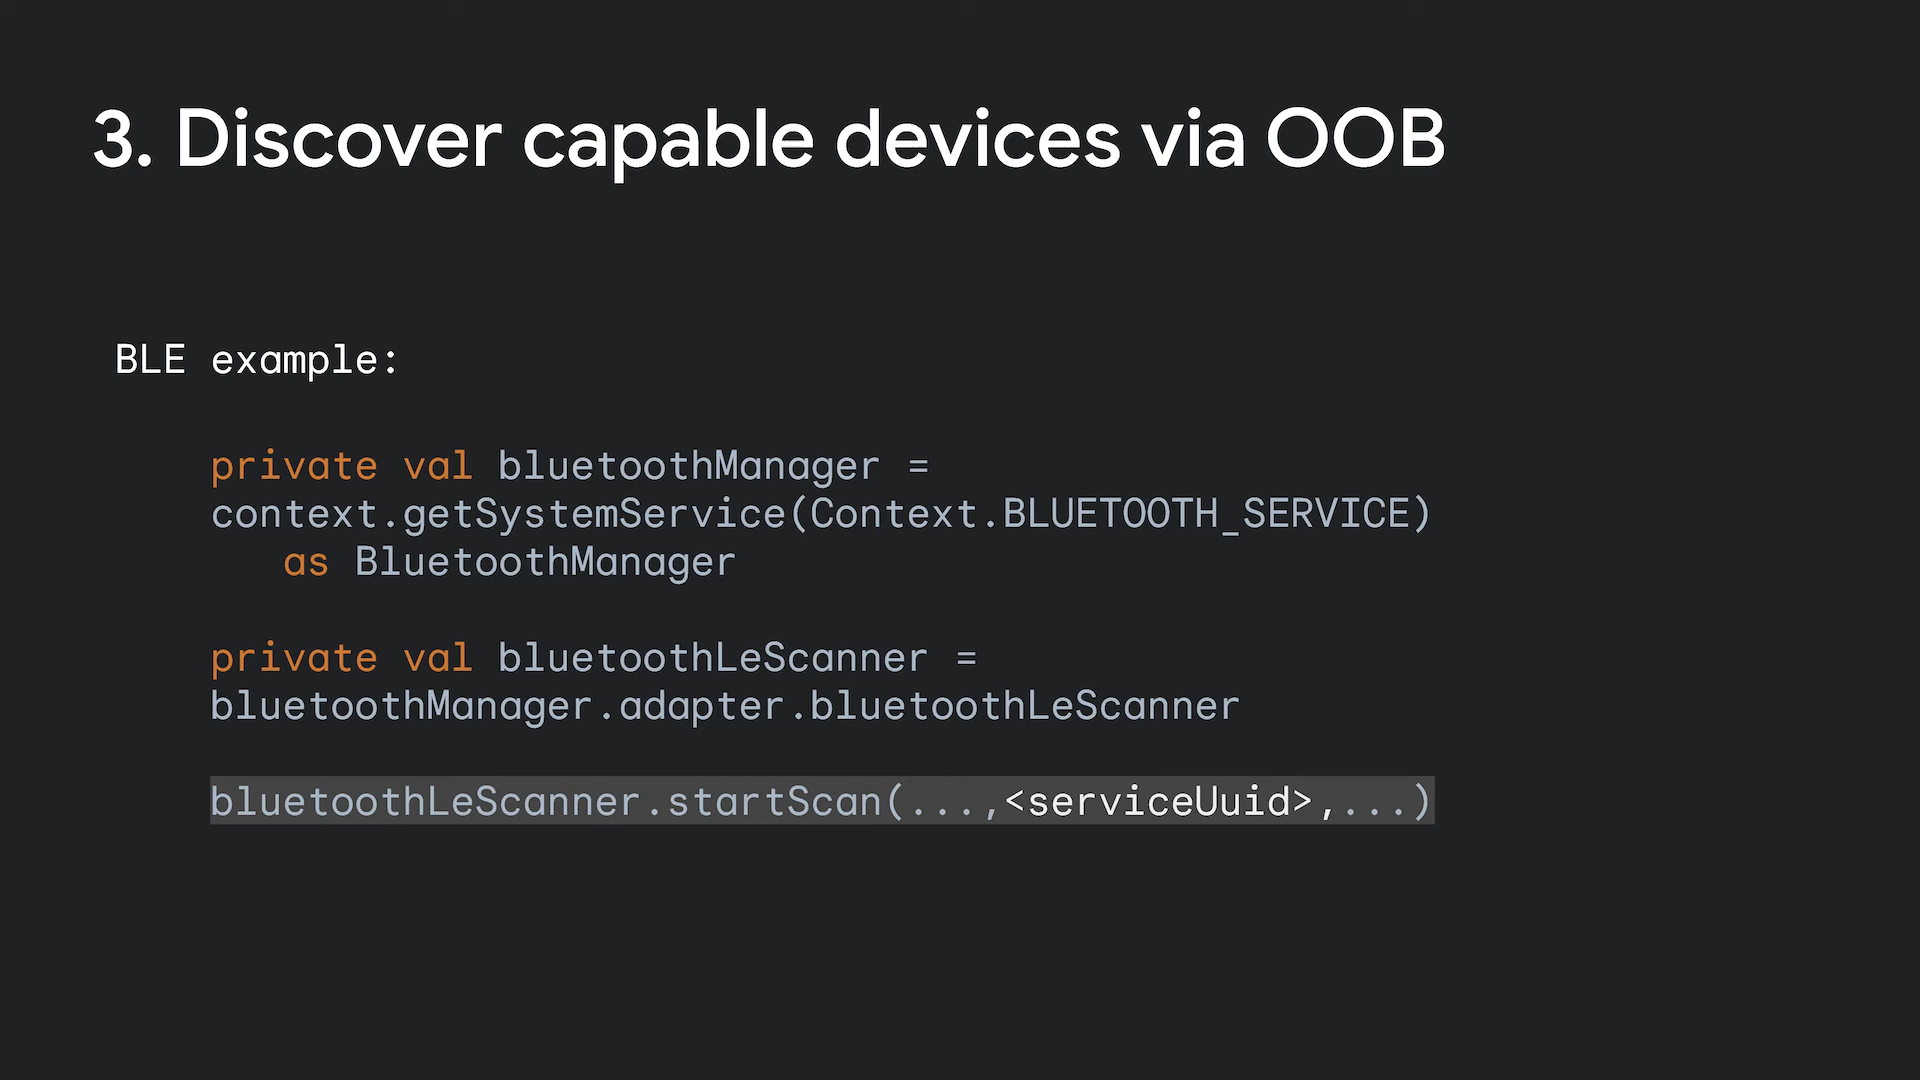 3. Discover capable devices via OOB
BLE example:
private val bluetoothManager =
context.getSystemService(Context.BLUETOOTH_SERVICE)
as BluetoothManager
private val bluetoothLeScanner =
bluetoothManager.adapter.bluetoothLeScanner
bluetoothLeScanner.startScan(...,<serviceUuid>,...)